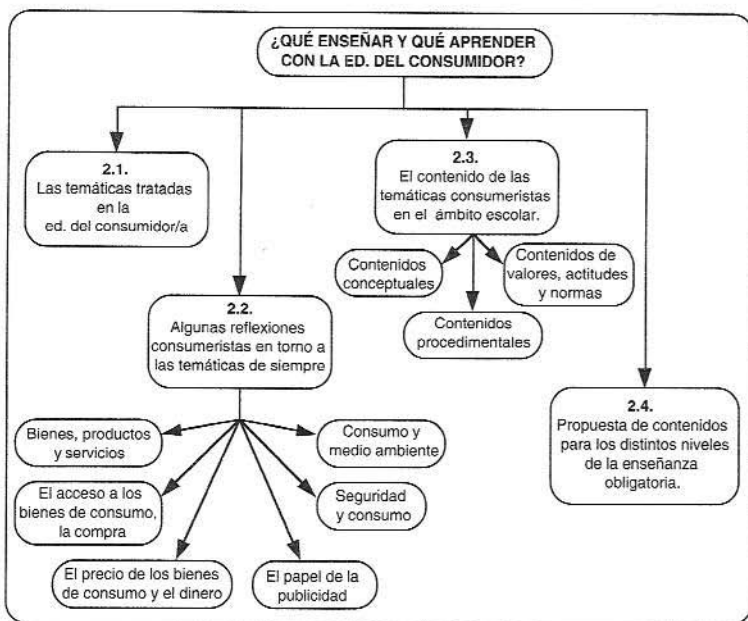 ¿QUÉ ENSEÑAR Y QUÉ APRENDER
CON LA ED. DEL CONSUMIDOR?
2.1.
Las temáticas tratadas
en la
ed. del consumidor/a
2.3.
El contenido de las
temáticas consumeristas
en el ámbito escolar.
Contenidos
conceptuales
Contenidos
procedimentales
Contenidos de
valores, actitudes
y normas
2.2.
Algunas reflexiones
consumeristas en torno a
las temáticas de siempre
Bienes, productos
y servicios
El acceso a los
bienes de consumo,
la compra
El precio de los bienes
de consumo y el dinero
El papel de la
publicidad
Seguridad
y consumo
Consumo y
medio ambiente
2.4.
Propuesta de contenidos
para los distintos niveles
de la enseñanza
obligatoria.